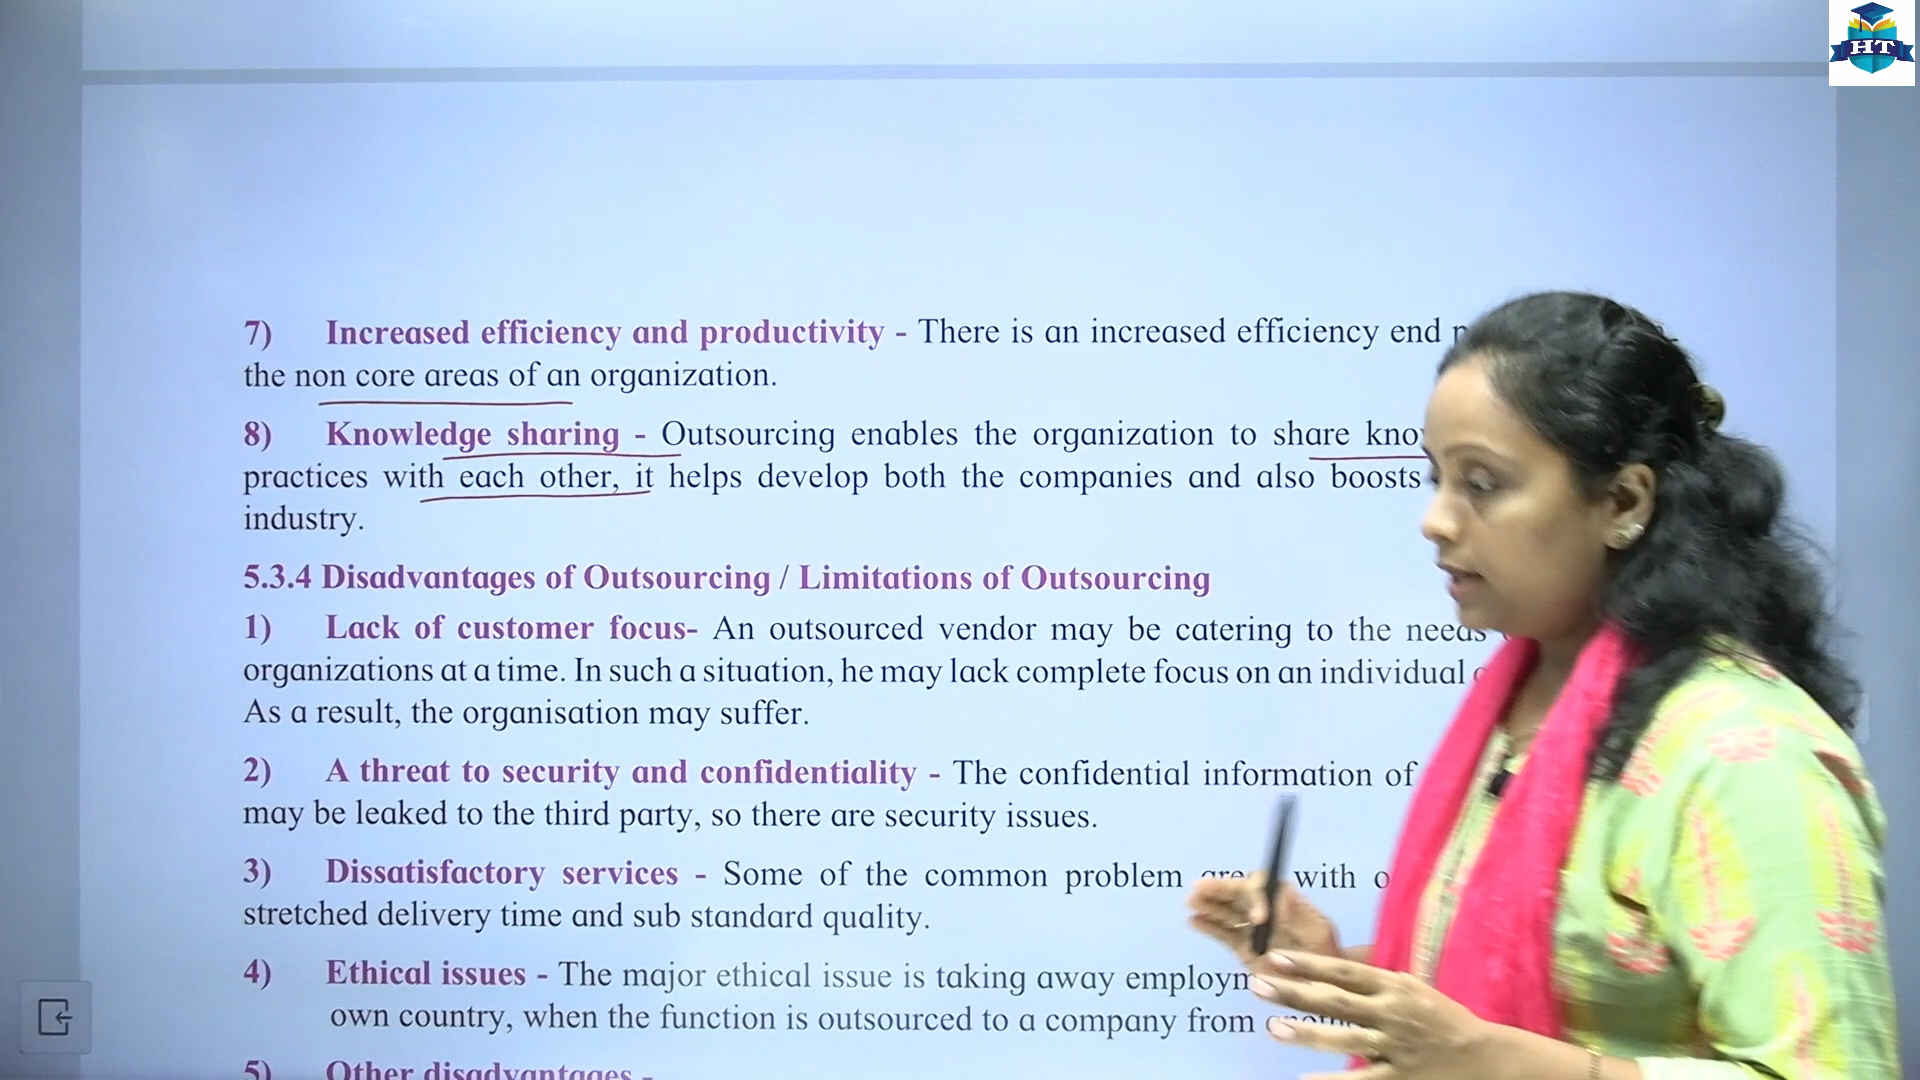 HT
7) Increased efficiency and productivity - There is an increased efficiency end
the non core areas of an organization.
8) Knowledge sharing - Outsourcing enables the organization to share
practices with each other, it helps develop both the companies and also boosts
industry.
5.3.4 Disadvantages of Outsourcing / Limitations of Outsourcing
1) Lack of customer focus- An outsourced vendor may be catering to the needs
organizations at a time. In such a situation, he may lack complete focus on an individual
As a result, the organisation may suffer.
2) A threat to security and confidentiality - The confidential information of
may be leaked to the third party, so there are security issues.
3) Dissatisfactory services - Some of the common problem with
stretched delivery time and sub standard quality.
4) Ethical issues - The major ethical issue is taking away
own country, when the function is outsourced to a company from
5) Other disadvantages -